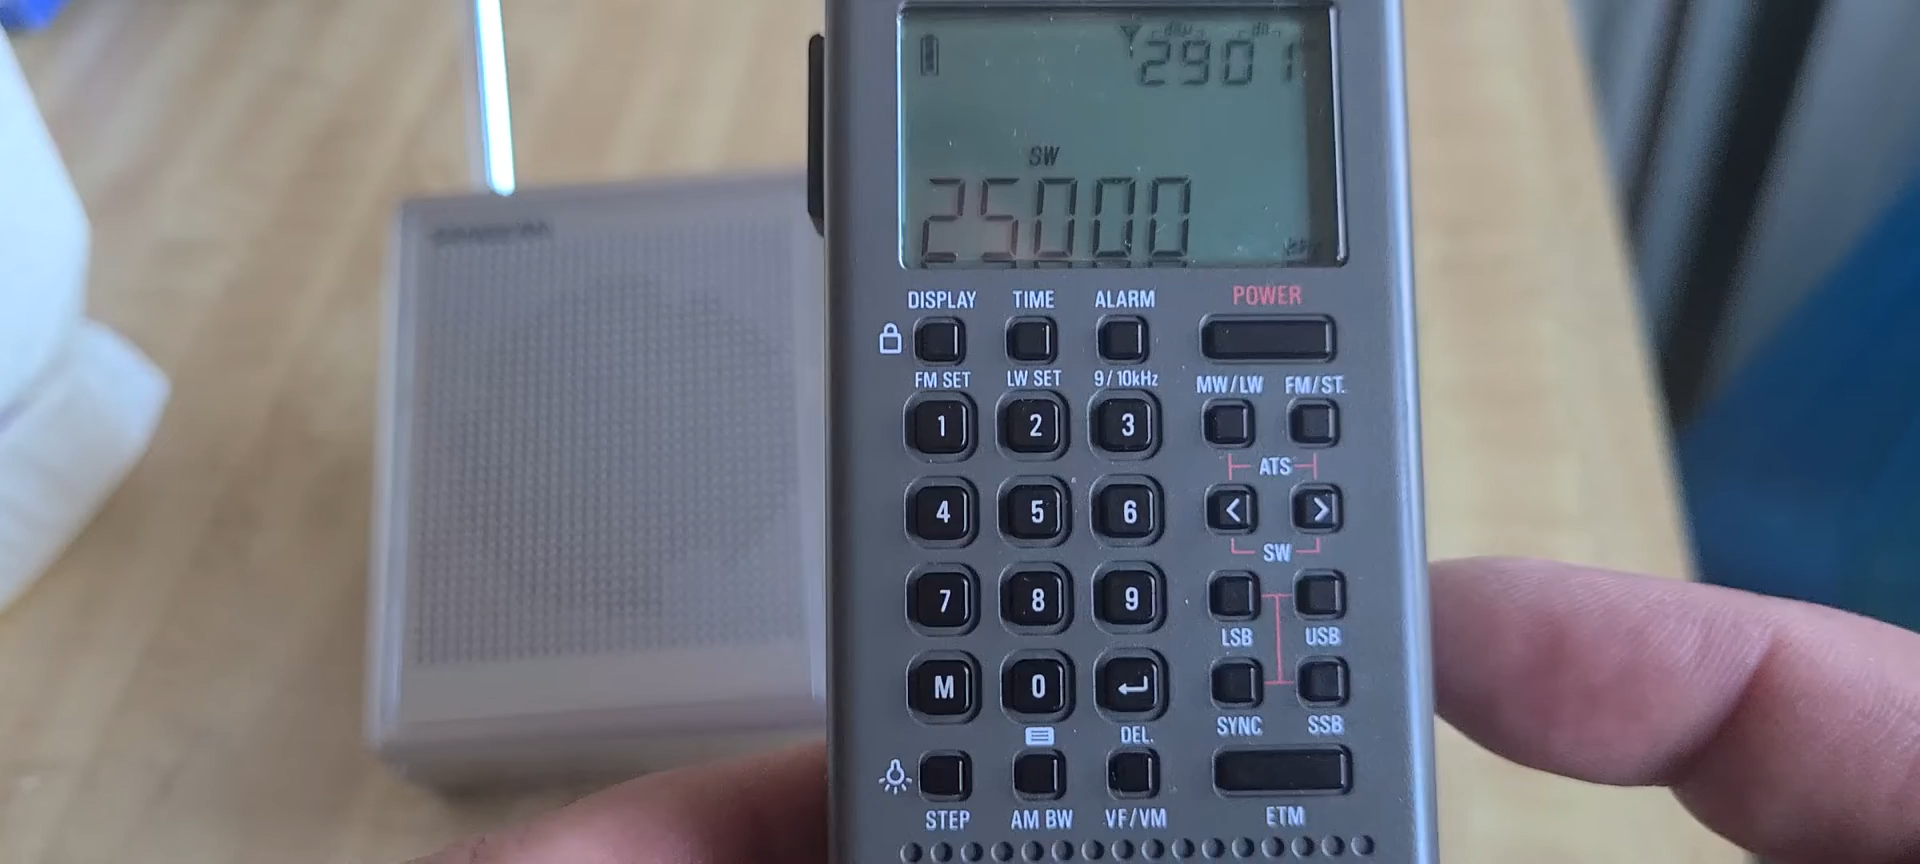 dBμ dB
2901
SW
25000
DISPLAY TIME ALARM POWER
FM SET LW SET 9/10kHz MW/LW FM/ST.
1 2 3
ATS
4 5 6 < >
SW
7 8 9
LSB USB
M 0
SYNC SSB
DEL.
STEP AM BW VF/VM ETM